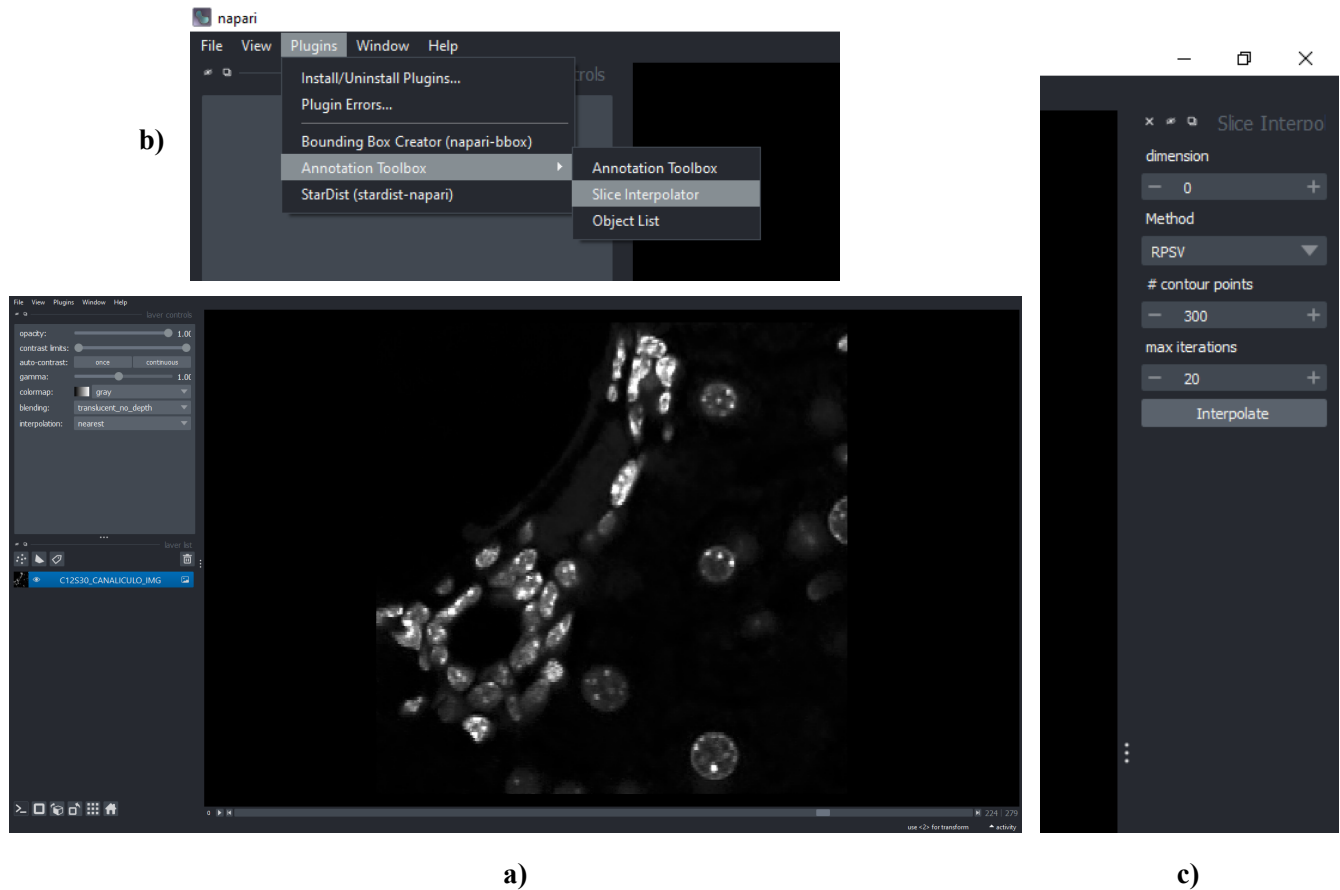 napari
File View Plugins Window Help
Install/Uninstall Plugins...
Plugin Errors...
Bounding Box Creator (napari-bbox)
Annotation Toolbox
StarDist (stardist-napari)
Annotation Toolbox
Slice Interpolator
Object List
b)
File View Plugins Window Help
layer controls
opacity: 1.00
contrast limits:
auto-contrast: once continuous
gamma: 1.00
colormap: gray
blending: translucent_no_depth
interpolation: nearest
layer list
C12S30_CANALICULO_IMG
0 224 279
use <2> for transform activity
a)
Slice Interpol
dimension
0
Method
RPSV
# contour points
300
max iterations
20
Interpolate
c)